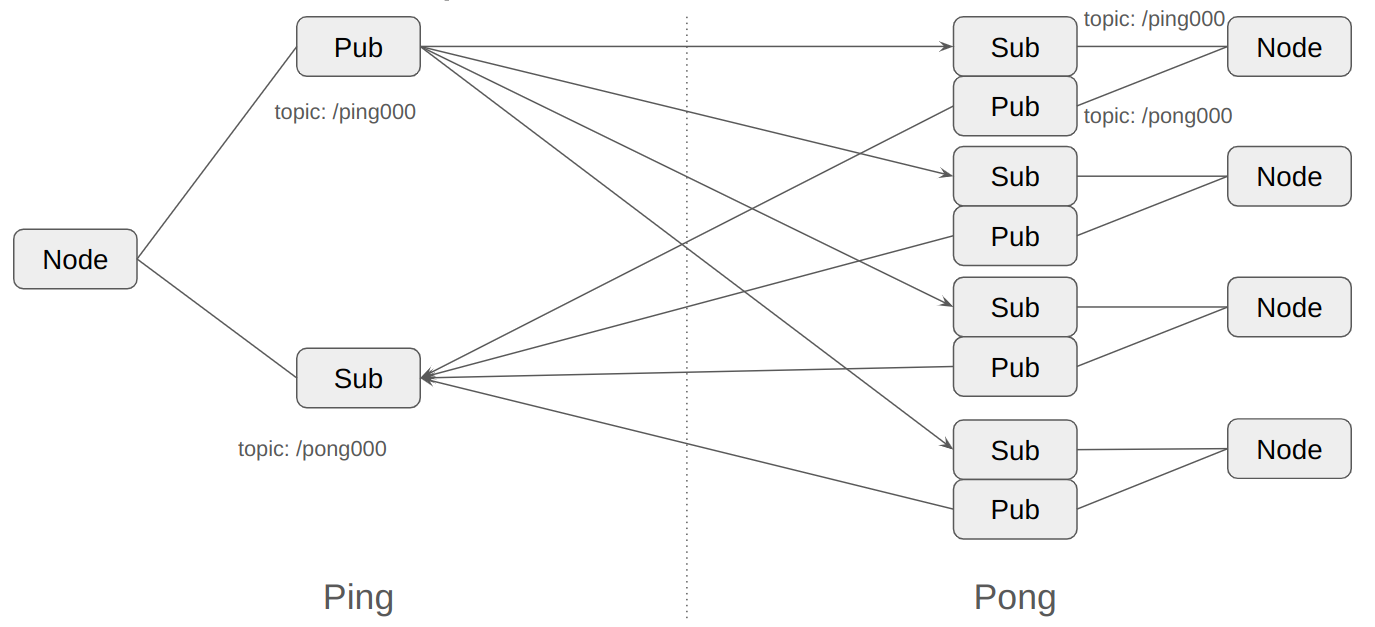 Pub
topic: /ping000
Node
Sub
topic: /pong000
Ping
Sub
topic: /ping000
Node
Pub
topic: /pong000
Sub
Node
Pub
Sub
Node
Pub
Sub
Node
Pub
Pong